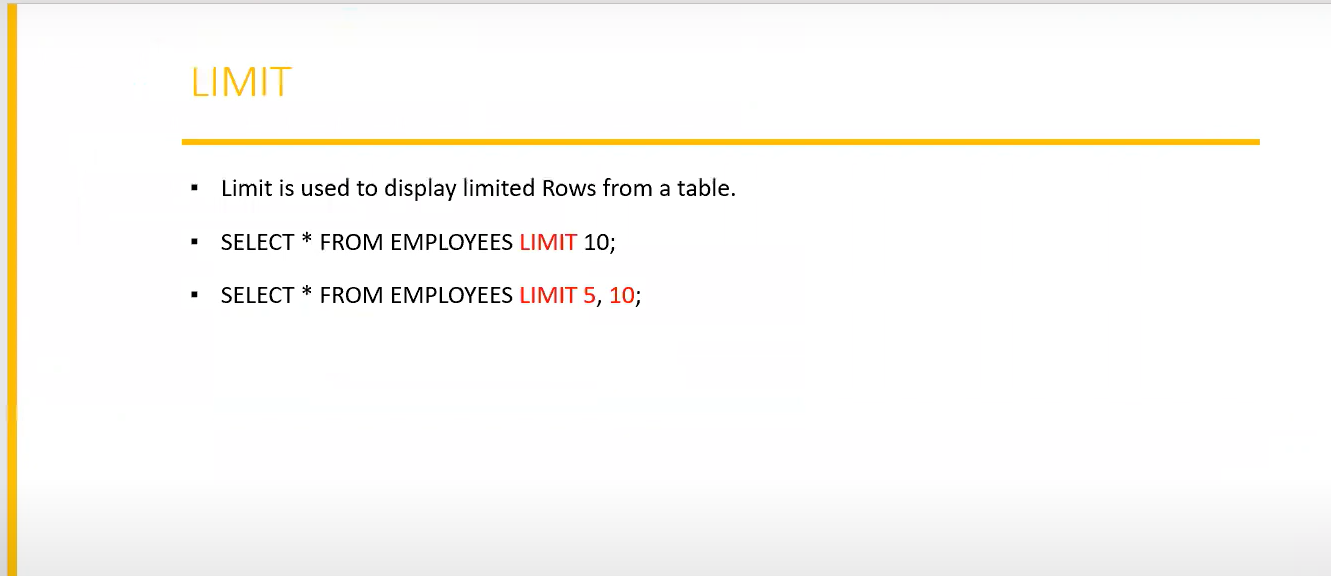 LIMIT
▪ Limit is used to display limited Rows from a table.
▪ SELECT * FROM EMPLOYEES LIMIT 10;
▪ SELECT * FROM EMPLOYEES LIMIT 5, 10;